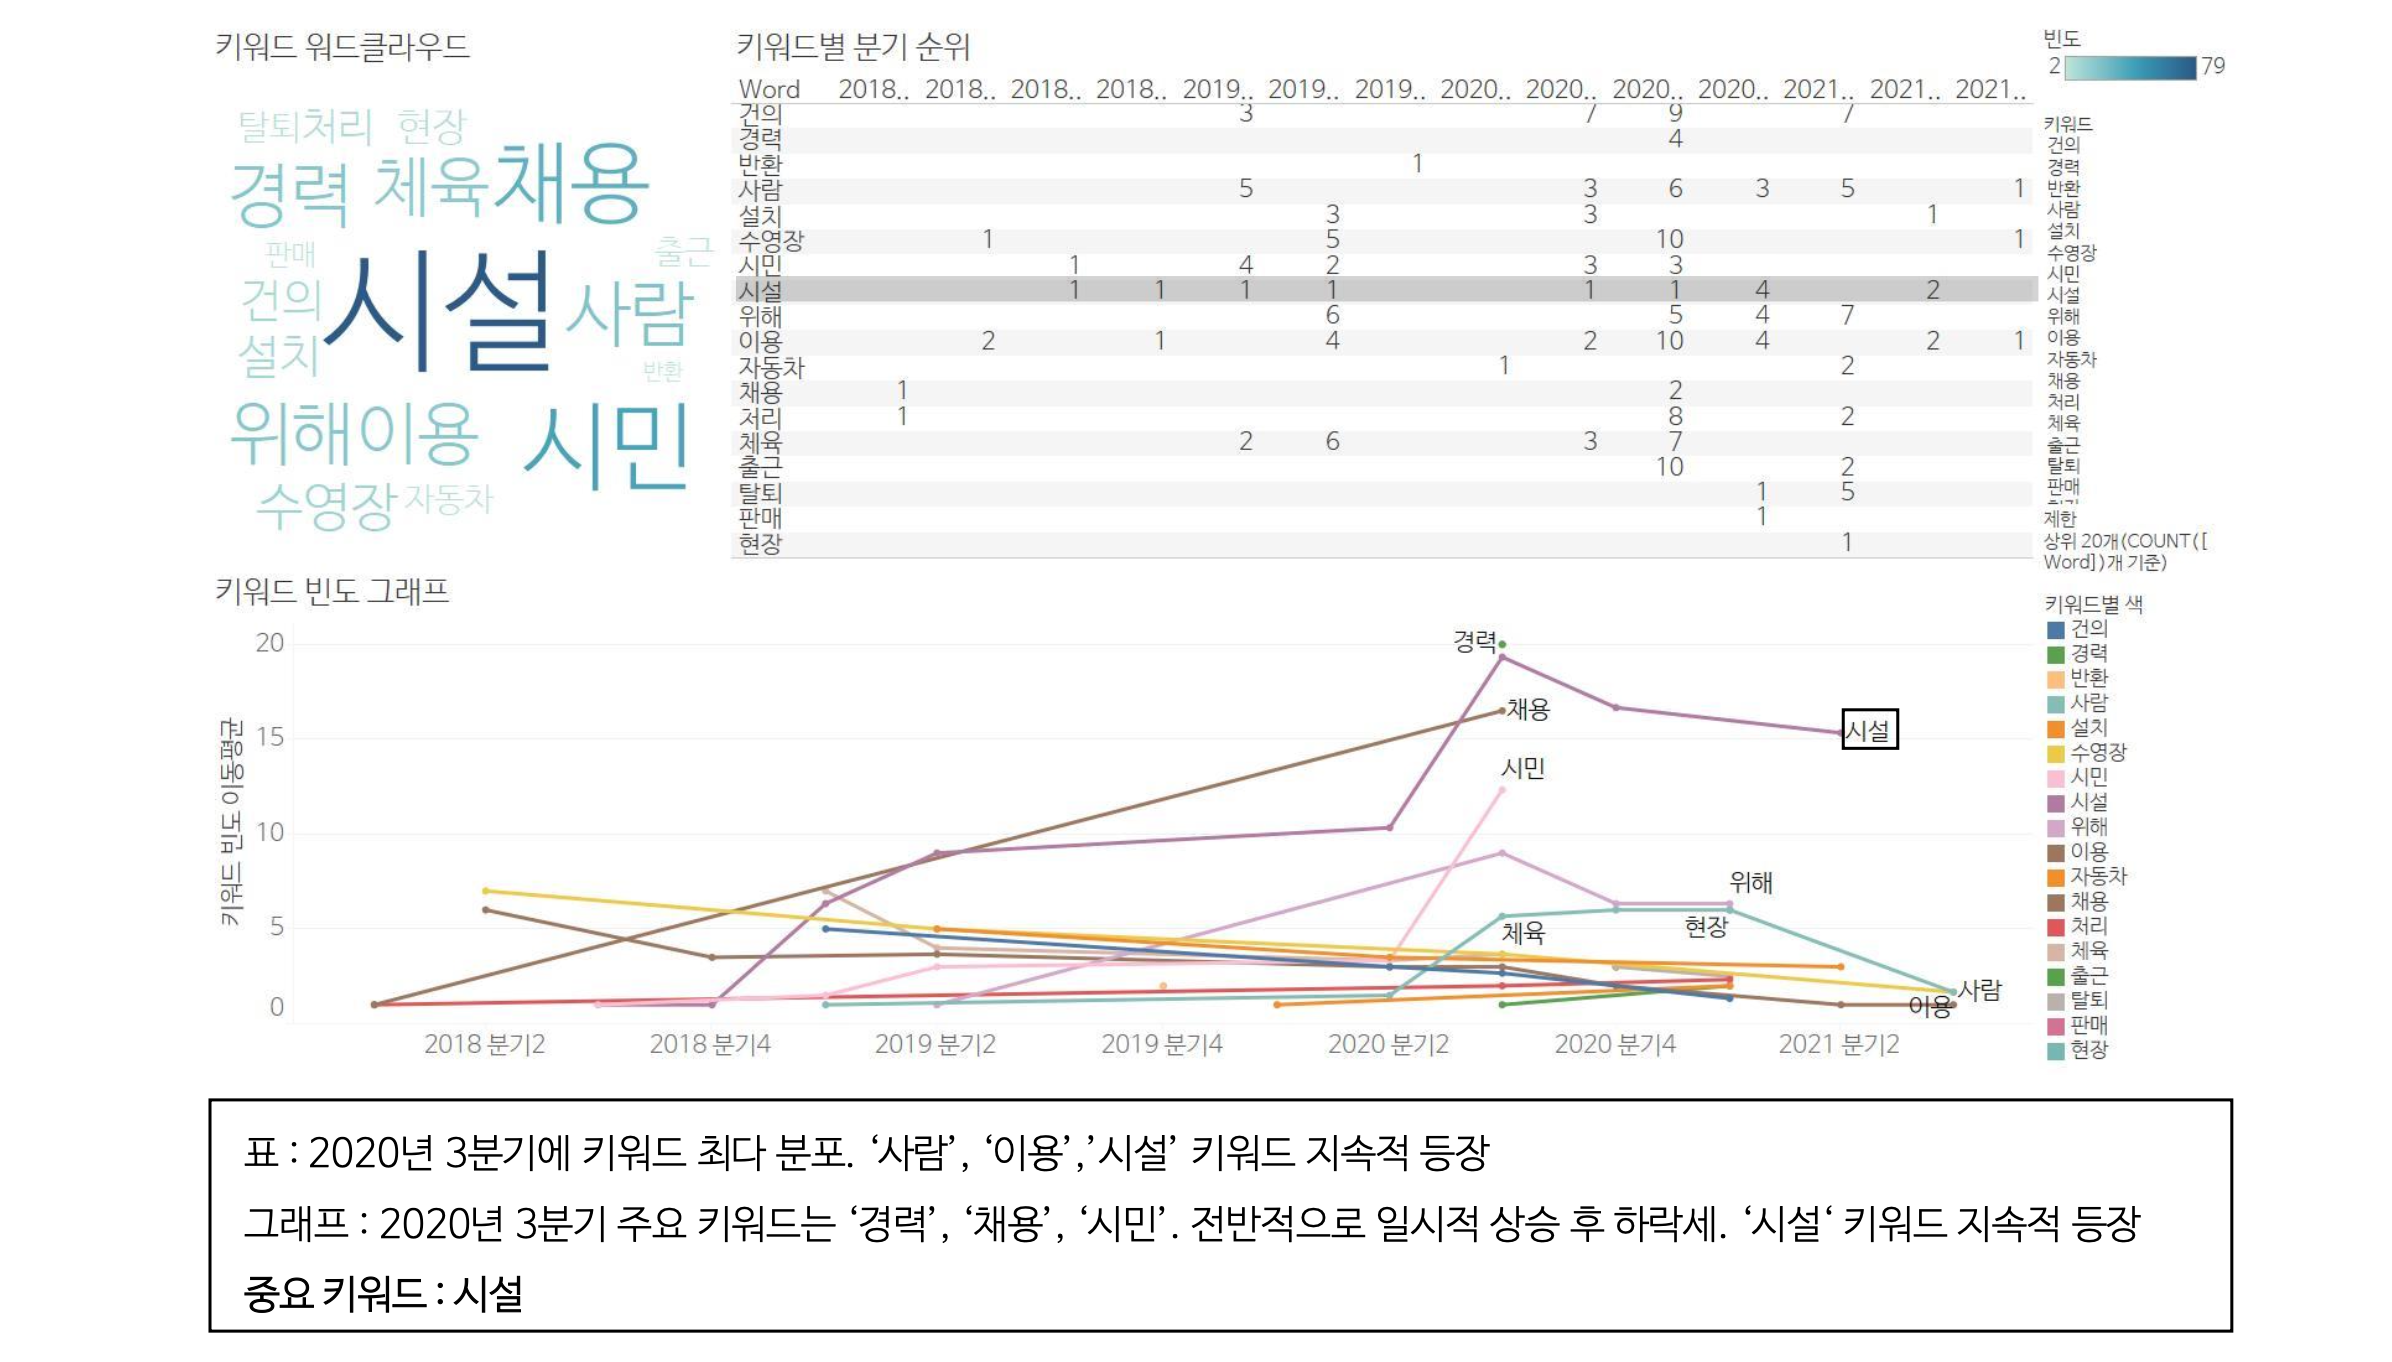 키워드 워드클라우드
탈퇴 처리 현장
경력 체육 채용
판매 출근
건의 시설 사람
설치
반환
위해 이용 시민
수영장 자동차
키워드별 분기 순위
Word 2018.. 2018.. 2018.. 2018.. 2019.. 2019.. 2019.. 2020.. 2020.. 2020.. 2020.. 2021.. 2021.. 2021..
건의 3 7 9 7
경력 4
반환 1
사람 5 3 6 3 5 1
설치 3 3 1
수영장 1 5 10 1
시민 1 4 2 3 3
시설 1 1 1 1 1 1 4 2
위해 6 5 4 7
이용 2 1 4 2 10 4 2 1
자동차 1 2
채용 1 2
처리 1 8 2
체육 2 6 3 7
출근 10 2
탈퇴 1 5
판매 1
현장 1
빈도
2 79
키워드
건의
경력
반환
사람
설치
수영장
시민
시설
위해
이용
자동차
채용
처리
체육
출근
탈퇴
판매
제한
상위 20개(COUNT([
Word])개 기준)
키워드 빈도 그래프
키워드 빈도 이동평균
20
15
10
5
0
경력
채용
시민
시설
위해
체육
현장
사람
이용
2018 분기2
2018 분기4
2019 분기2
2019 분기4
2020 분기2
2020 분기4
2021 분기2
키워드별 색
건의
경력
반환
사람
설치
수영장
시민
시설
위해
이용
자동차
채용
처리
체육
출근
탈퇴
판매
현장
표 : 2020년 3분기에 키워드 최다 분포. ‘사람’, ‘이용’,’시설’ 키워드 지속적 등장
그래프 : 2020년 3분기 주요 키워드는 ‘경력’, ‘채용’, ‘시민’. 전반적으로 일시적 상승 후 하락세. ‘시설‘ 키워드 지속적 등장
중요 키워드 : 시설